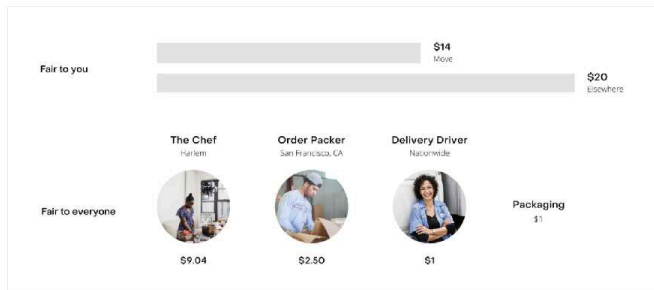 $14
Move
Fair to you
$20
Elsewhere
The Chef
Harlem
Order Packer
San Francisco, CA
Delivery Driver
Nationwide
Fair to everyone
Packaging
$1
$9.04
$2.50
$1